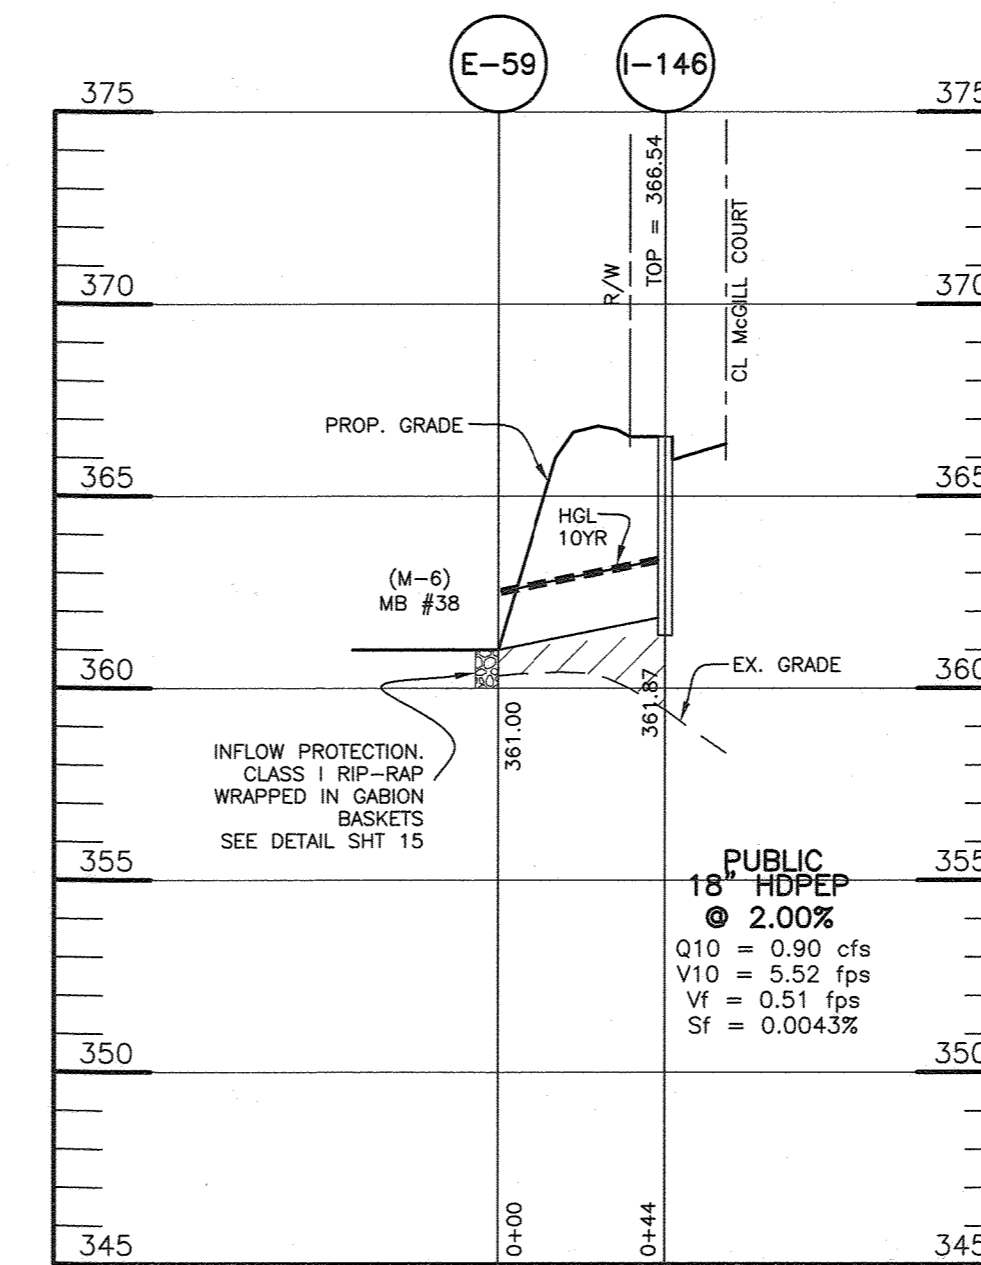 E-59
I-146
375
375
TOP = 366.54
R/W
CL McGILL COURT
370
370
PROP. GRADE
365
365
HGL
10YR
(M-6)
MB #38
360
360
EX. GRADE
361.00
361.87
INFLOW PROTECTION.
CLASS I RIP-RAP
WRAPPED IN GABION
BASKETS
SEE DETAIL SHT 15
355
355
PUBLIC
18" HDPEP
@ 2.00%
Q10 = 0.90 cfs
V10 = 5.52 fps
Vf = 0.51 fps
Sf = 0.0043%
350
350
0+00
0+44
345
345